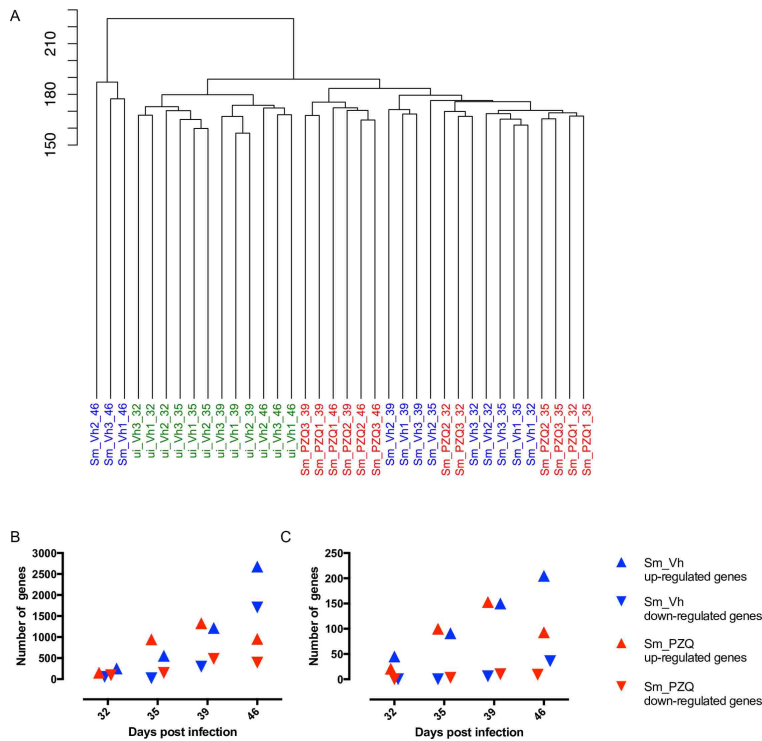 A
210
180
150
Sm_Vh2_46
Sm_Vh3_46
Sm_Vh1_46
ui_Vh3_32
ui_Vh1_32
ui_Vh2_32
ui_Vh3_35
ui_Vh1_35
ui_Vh2_35
ui_Vh3_39
ui_Vh1_39
ui_Vh2_39
ui_Vh2_46
ui_Vh3_46
ui_Vh1_46
Sm_PZQ3_39
Sm_PZQ1_39
Sm_PZQ1_46
Sm_PZQ2_39
Sm_PZQ2_46
Sm_PZQ3_46
Sm_Vh2_39
Sm_Vh1_39
Sm_Vh3_39
Sm_Vh2_35
Sm_PZQ2_32
Sm_PZQ3_32
Sm_Vh3_32
Sm_Vh2_32
Sm_Vh3_35
Sm_Vh1_35
Sm_Vh1_32
Sm_PZQ2_35
Sm_PZQ3_35
Sm_PZQ1_32
Sm_PZQ1_35
B
Number of genes
3000
2500
2000
1500
1000
500
0
32
35
39
46
Days post infection
C
Number of genes
250
200
150
100
50
0
32
35
39
46
Days post infection
Sm_Vh
up-regulated genes
Sm_Vh
down-regulated genes
Sm_PZQ
up-regulated genes
Sm_PZQ
down-regulated genes